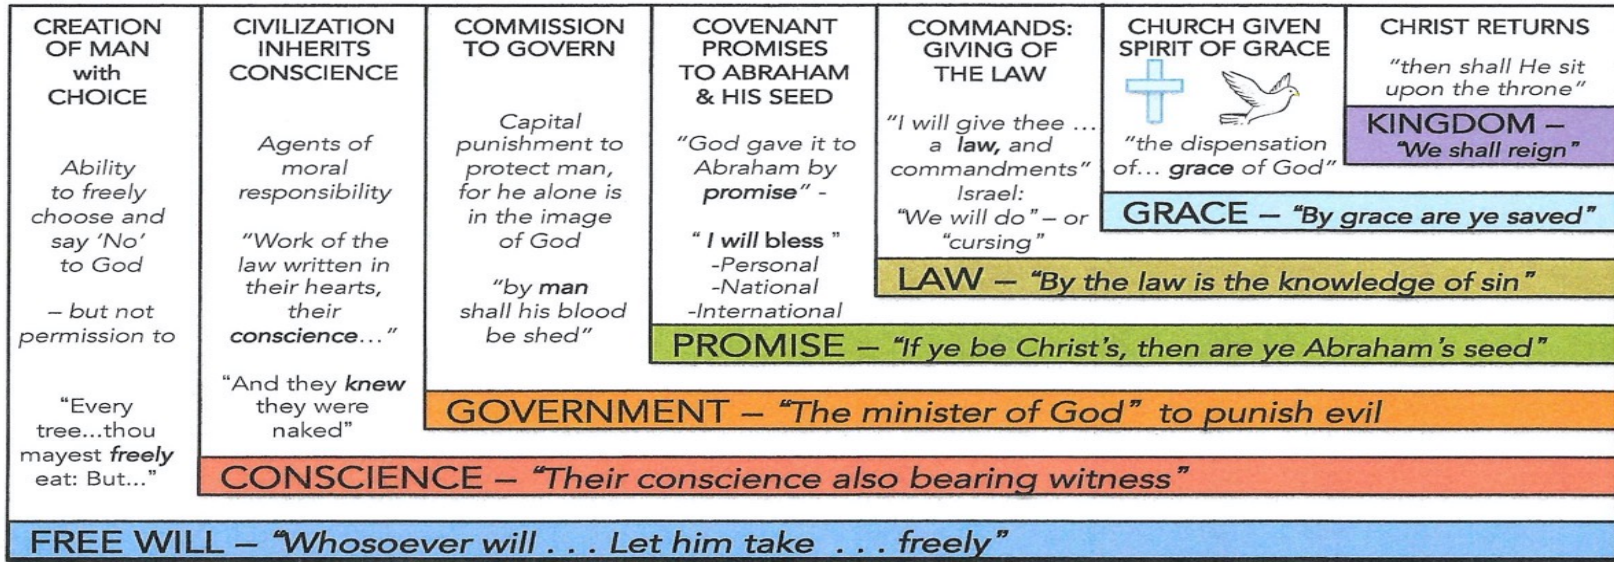 CREATION
OF MAN
with
CHOICE
Ability
to freely
choose and
say ‘No’
to God
– but not
permission to
“Every
tree...thou
mayest freely
eat: But...”
CIVILIZATION
INHERITS
CONSCIENCE
Agents of
moral
responsibility
“Work of the
law written in
their hearts,
their
conscience...”
“And they knew
they were
naked”
COMMISSION
TO GOVERN
Capital
punishment to
protect man,
for he alone is
in the image
of God
“by man
shall his blood
be shed”
COVENANT
PROMISES
TO ABRAHAM
& HIS SEED
“God gave it to
Abraham by
promise” -
“ I will bless ”
-Personal
-National
-International
COMMANDS:
GIVING OF
THE LAW
“I will give thee ...
a law, and
commandments”
Israel:
“We will do” – or
“cursing”
CHURCH GIVEN
SPIRIT OF GRACE
“the dispensation
of... grace of God”
CHRIST RETURNS
“then shall He sit
upon the throne”
KINGDOM –
“We shall reign”
GRACE – “By grace are ye saved”
LAW – “By the law is the knowledge of sin”
PROMISE – “If ye be Christ’s, then are ye Abraham’s seed”
GOVERNMENT – “The minister of God” to punish evil
CONSCIENCE – “Their conscience also bearing witness”
FREE WILL – “Whosoever will . . . Let him take . . . freely”